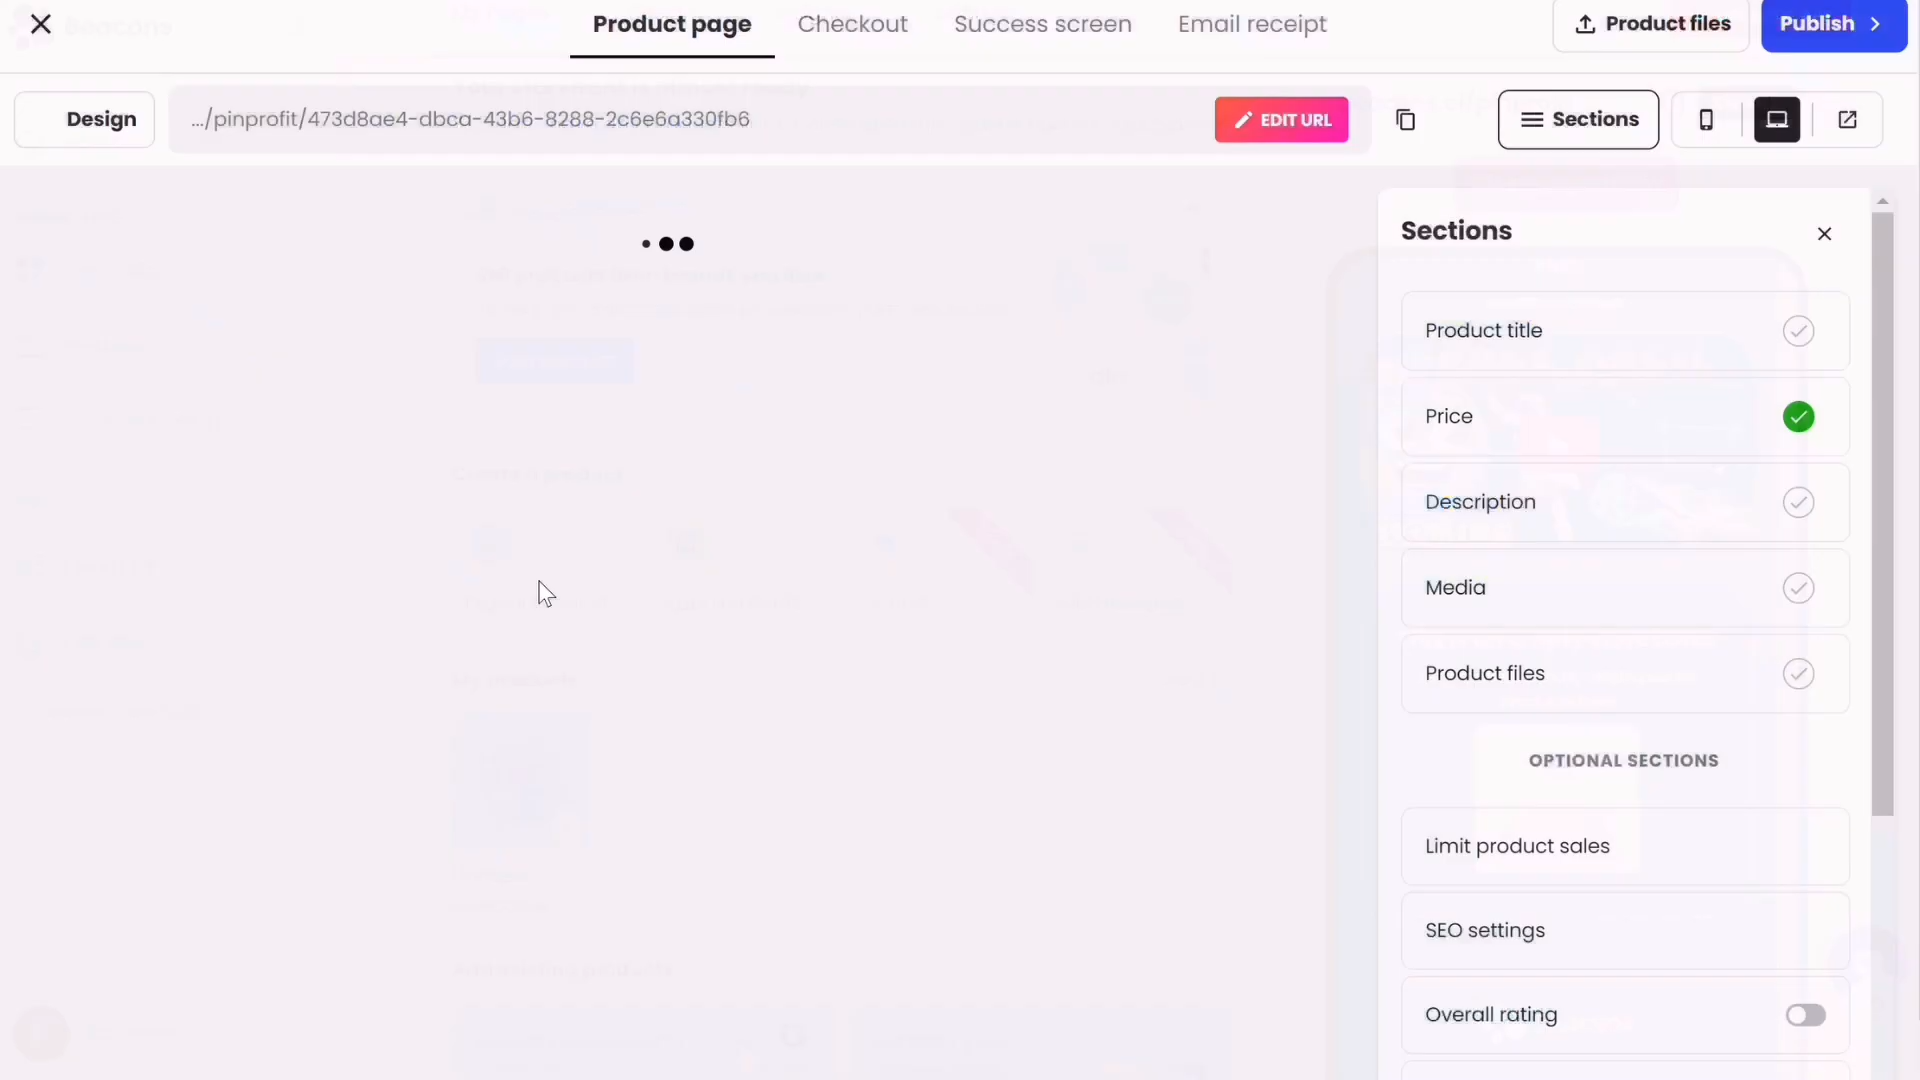 Beacons
Product page
Checkout
Success screen
Email receipt
Product files
Publish
Design
.../pinprofit/473d8ae4-dbca-43b6-8288-2c6e6a330fb6
EDIT URL
Sections
Sections
Product title
Price
Description
Media
Product files
OPTIONAL SECTIONS
Limit product sales
SEO settings
Overall rating